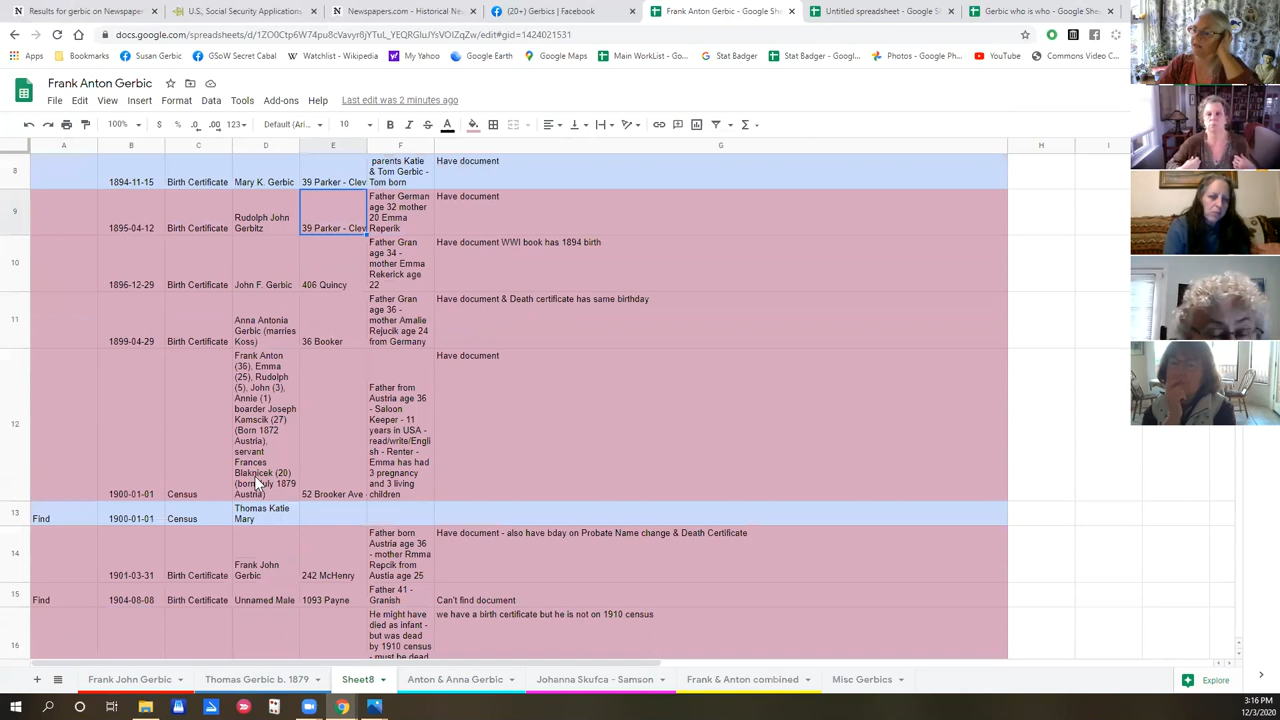 N gerbic on Newspapers.com
U.S., Social Security Application
Newspapers.com - Historical Ne
(20+) Gerbics | Facebook
Frank Anton Gerbic - Google She
Untitled spreadsheet - Google Sh
Gerbic who is who - Google Shee
docs.google.com/spreadsheets/d/
Bookmarks
Susan Gerbic
GSoW Secret Cabal
Watchlist - Wikipedia
My Yahoo
Google Earth
Google Maps
Main WorkList - Go...
Stat Badger
Stat Badger - Googl...
Photos - Google Ph...
YouTube
Commons Video C...
Frank Anton Gerbic
File Edit View Insert Format Data Tools Add-ons Help Last edit was 2 minutes ago
100% $ % .0 .00 123 Default (Ari... 10 B I S A
A B C D E F G H I
8
1894-11-15
Birth Certificate
Mary K. Gerbic
39 Parker - Clev
parents Katie
& Tom Gerbic -
Tom born
Have document
9
1895-04-12
Birth Certificate
Rudolph John
Gerbitz
39 Parker - Clev
Father German
age 32 mother
20 Emma
Reperik
Have document
10
1896-12-29
Birth Certificate
John F. Gerbic
406 Quincy
Father Gran
age 34 -
mother Emma
Rekerick age
22
Have document WWI book has 1894 birth
11
1899-04-29
Birth Certificate
Anna Antonia
Gerbic (marries
Koss)
36 Booker
Father Gran
age 36 -
mother Amalie
Rejucik age 24
from Germany
Have document & Death certificate has same birthday
12
1900-01-01
Census
Frank Anton
(36), Emma
(25), Rudolph
(5), John (3),
Annie (1)
boarder Joseph
Kamscik (27)
(Born 1872
Austria),
servant
Frances
Blaknicek (20)
(born July 1879
Austria)
52 Brooker Ave
Father from
Austria age 36
- Saloon
Keeper - 11
years in USA -
read/write/Engli
sh - Renter -
Emma has had
3 pregnancy
and 3 living
children
Have document
13
Find
1900-01-01
Census
Thomas Katie
Mary
14
1901-03-31
Birth Certificate
Frank John
Gerbic
242 McHenry
Father born
Austria age 36
- mother Rmma
Repcik from
Austia age 25
Have document - also have bday on Probate Name change & Death Certificate
15
Find
1904-08-08
Birth Certificate
Unnamed Male
1093 Payne
Father 41 -
Granish
Can't find document
16
He might have
died as infant -
but was dead
by 1910 census
- must be dead
we have a birth certificate but he is not on 1910 census
Frank John Gerbic
Thomas Gerbic b. 1879
Sheet8
Anton & Anna Gerbic
Johanna Skufca - Samson
Frank & Anton combined
Misc Gerbics
Explore
3:16 PM
12/3/2020